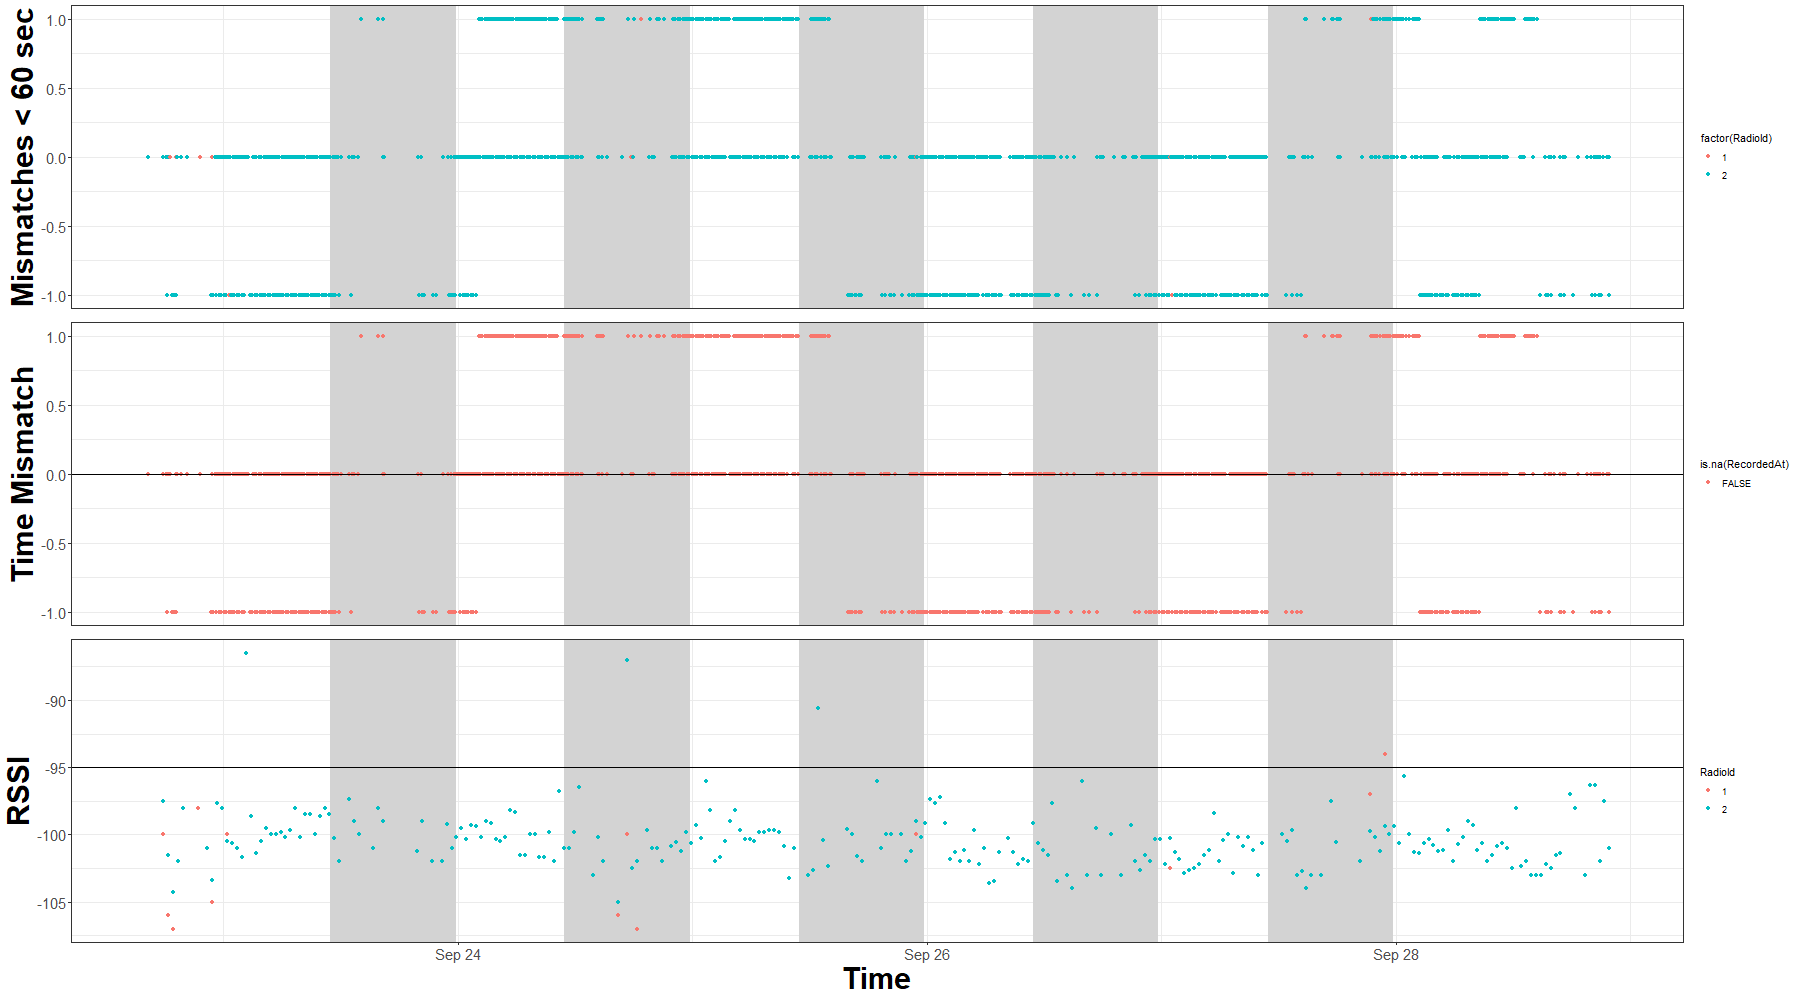 Mismatches < 60 sec
1.0
0.5
0.0
-0.5
-1.0
factor(RadioId)
1
2
Time Mismatch
1.0
0.5
0.0
-0.5
-1.0
is.na(RecordedAt)
FALSE
RSSI
-90
-95
-100
-105
RadioId
1
2
Sep 24
Sep 26
Sep 28
Time